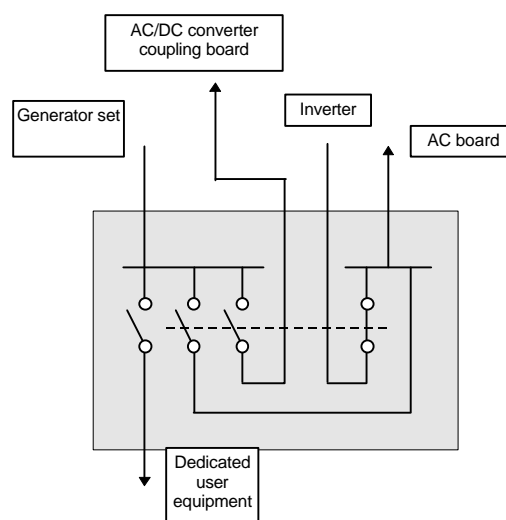 AC/DC converter
coupling board
Generator set
Inverter
AC board
Dedicated
user
equipment